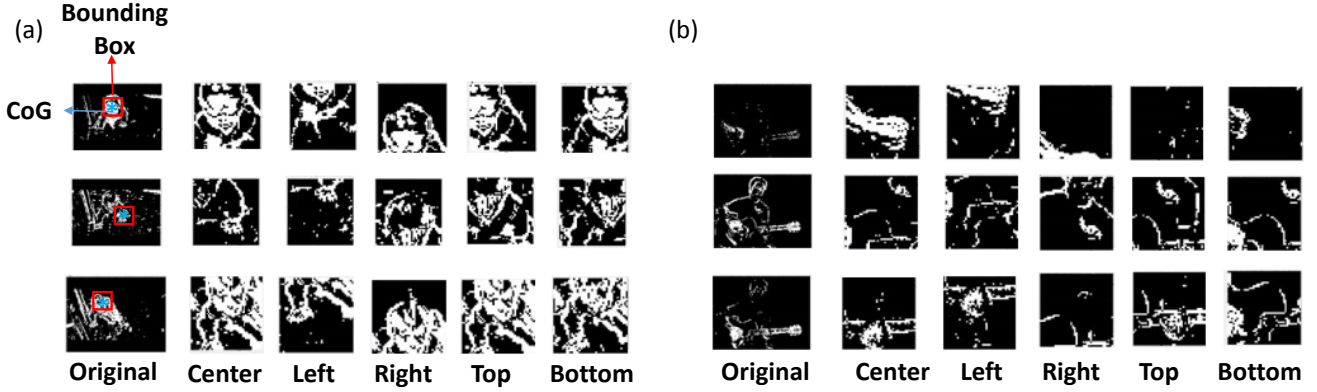 (a)
Bounding
Box
CoG
Original Center Left Right Top Bottom
(b)
Original Center Left Right Top Bottom